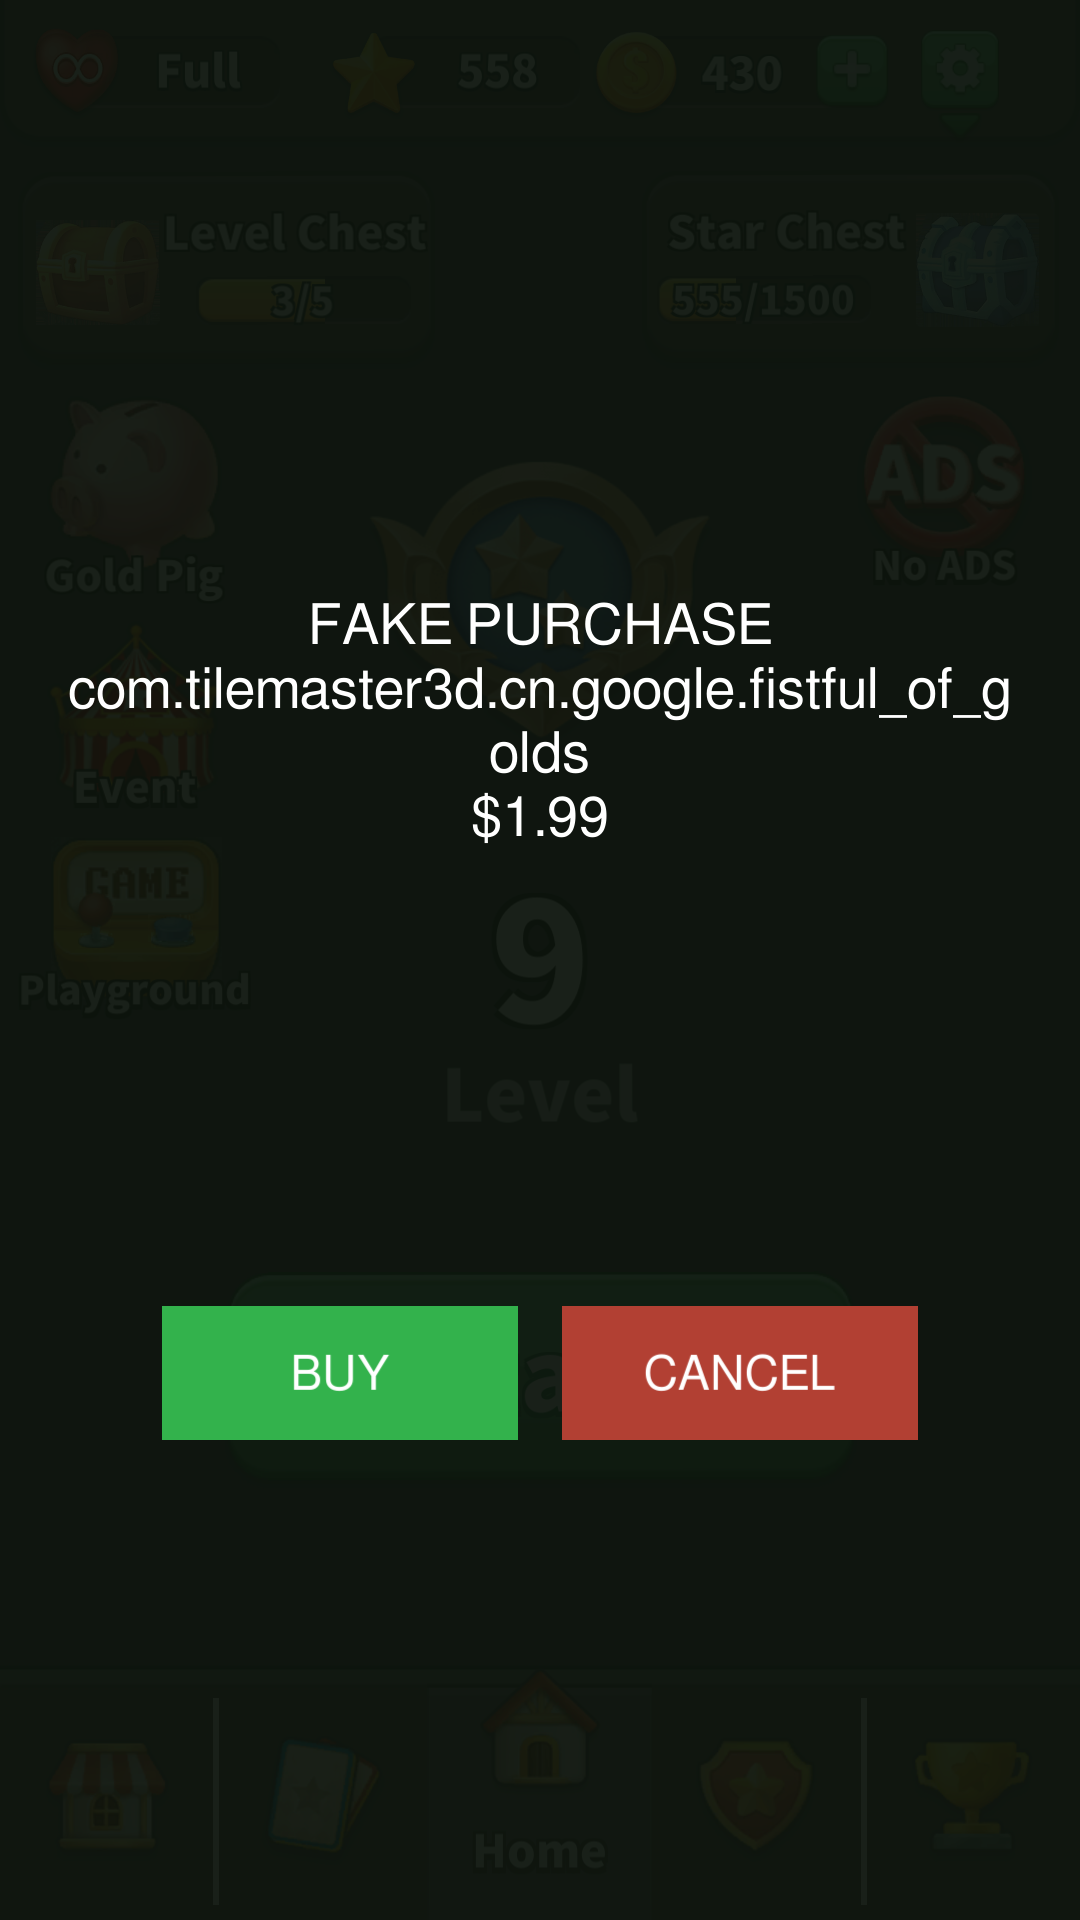 Full
558
430
Level Chest
3/5
Star Chest
555/1500
Gold Pig
ADS
No ADS
FAKE PURCHASE
com.tilemaster3d.cn.google.fistful_of_g
olds
$1.99
Event
GAME
Playground
9
Level
BUY
CANCEL
Home